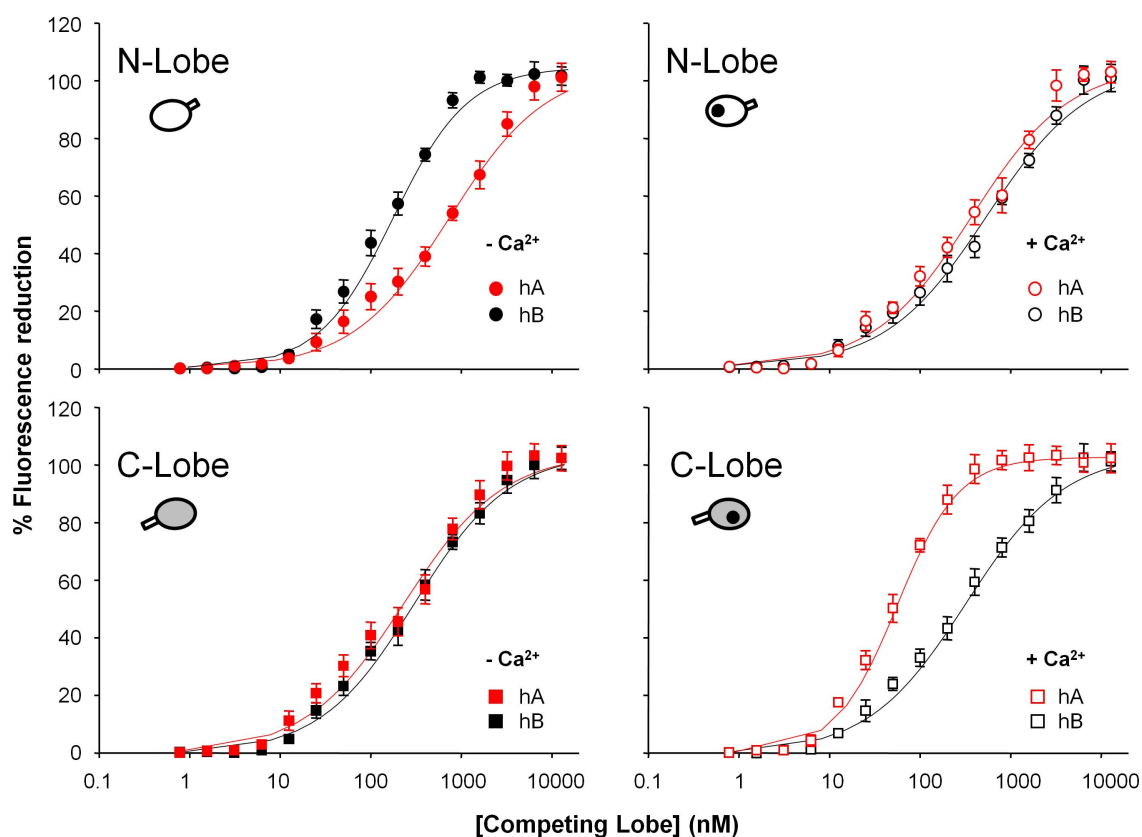 % Fluorescence reduction
120
100
80
60
40
20
0
N-Lobe
- Ca²⁺
hA
hB
N-Lobe
+ Ca²⁺
hA
hB
120
100
80
60
40
20
0
C-Lobe
- Ca²⁺
hA
hB
C-Lobe
+ Ca²⁺
hA
hB
0.1 1 10 100 1000 10000
0.1 1 10 100 1000 10000
[Competing Lobe] (nM)